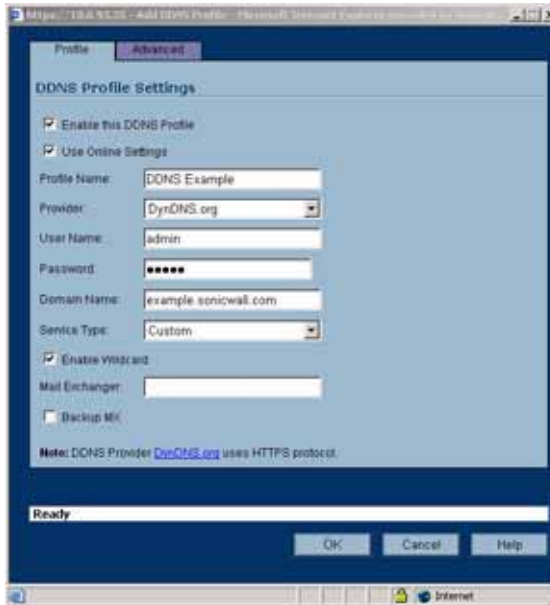 Add DDNS Profile - Microsoft Internet Explorer
Profile
Advanced
DDNS Profile Settings
Enable this DDNS Profile
Use Online Settings
Profile Name: DDNS Example
Provider: DynDNS.org
User Name: admin
Password: •••••
Domain Name: example.sonicwall.com
Service Type: Custom
Enable Wildcard
Mail Exchanger:
Backup MX
Note: DDNS Provider DynDNS.org uses HTTPS protocol.
Ready
OK
Cancel
Help
Internet